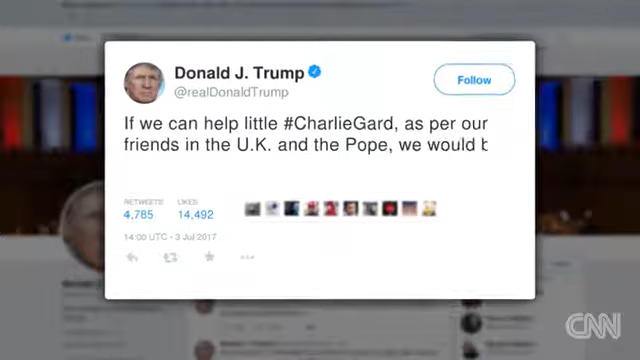 Donald J. Trump
Follow
@realDonaldTrump
If we can help little #CharlieGard, as per our
friends in the U.K. and the Pope, we would b
RETWEETS LIKES
4,785 14,492
14:00 UTC - 3 Jul 2017
CNN